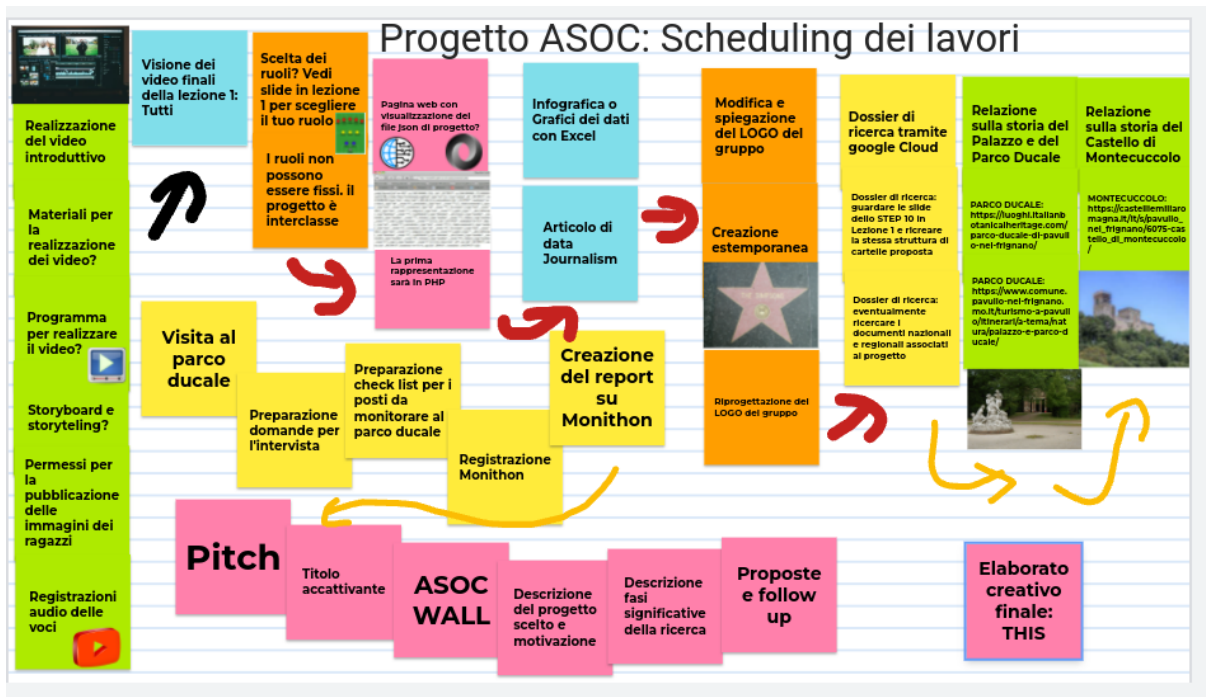 Progetto ASOC: Scheduling dei lavori
Realizzazione
del video
introduttivo
Materiali per
la
realizzazione
dei video?
Programma
per realizzare
il video?
Storyboard e
storyteling?
Permessi per
la
pubblicazione
delle
immagini dei
ragazzi
Registrazioni
audio delle
voci
Visione dei
video finali
della lezione 1:
Tutti
Scelta dei
ruoli? Vedi
slide in lezione
1 per scegliere
il tuo ruolo
I ruoli non
possono
essere fissi. il
progetto è
interclasse
Pagina web con
visualizzazione del
file json di progetto?
La prima
rappresentazione
sarà in PHP
Infografica o
Grafici dei dati
con Excel
Articolo di
data
Journalism
Modifica e
spiegazione
del LOGO del
gruppo
Creazione
estemporanea
Riprogettazione del
LOGO del gruppo
Dossier di
ricerca tramite
google Cloud
Dossier di ricerca:
guardare le slide
dello STEP 10 in
Lezione 1 e ricreare
la stessa struttura di
cartelle proposta
Dossier di ricerca:
eventualmente
ricercare i
documenti nazionali
e regionali associati
al progetto
Relazione
sulla storia del
Palazzo e del
Parco Ducale
PARCO DUCALE:
https://luoghi.italianb
otanicalheritage.com/
parco-ducale-di-pavull
o-nel-frignano/
PARCO DUCALE:
https://www.comune.
pavullo-nel-frignano.
mo.it/turismo-a-pavull
o/itinerari/a-tema/nat
ura/palazzo-e-parco-d
ucale/
Relazione
sulla storia del
Castello di
Montecuccolo
MONTECUCCOLO:
https://castelliemiliaro
magna.it/it/s/pavullo_
nel_frignano/6075-cas
tello_di_montecuccolo
/
Visita al
parco
ducale
Preparazione
domande per
l'intervista
Preparazione
check list per i
posti da
monitorare al
parco ducale
Registrazione
Monithon
Creazione
del report
su
Monithon
Pitch
Titolo
accattivante
ASOC
WALL
Descrizione
del progetto
scelto e
motivazione
Descrizione
fasi
significative
della ricerca
Proposte
e follow
up
Elaborato
creativo
finale:
THIS